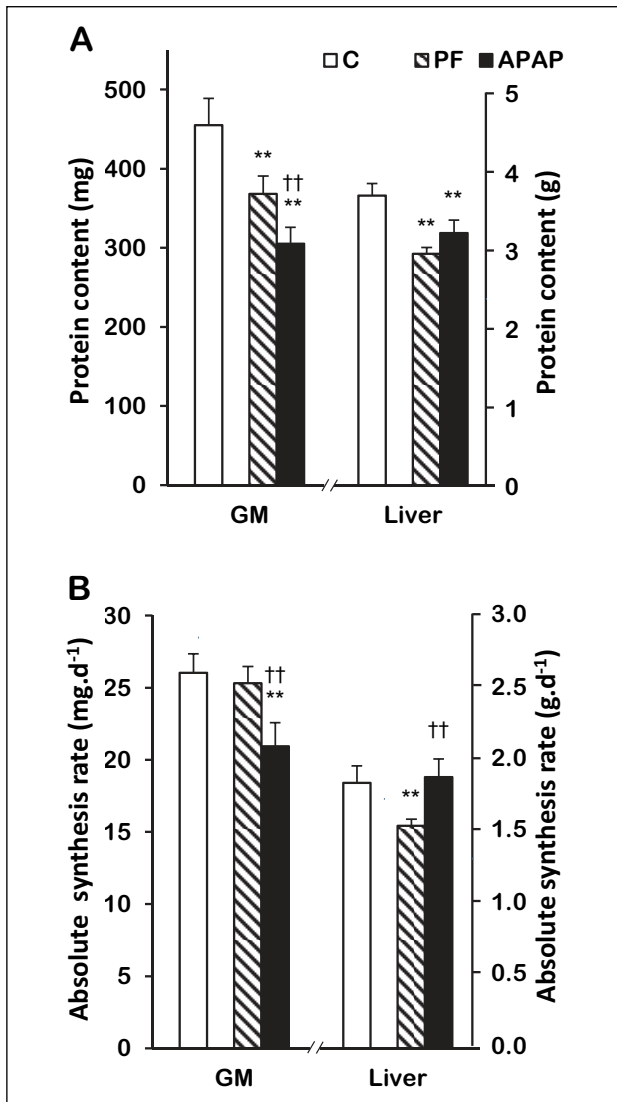 A
C PF APAP
Protein content (mg)
500
400
300
200
100
0
** †† ** ** **
Protein content (g)
5
4
3
2
1
0
GM // Liver //
B
Absolute synthesis rate (mg.d-1)
30
25
20
15
10
5
0
†† ** ** ††
Absolute synthesis rate (g.d-1)
3.0
2.5
2.0
1.5
1.0
0.5
0.0
GM // Liver //